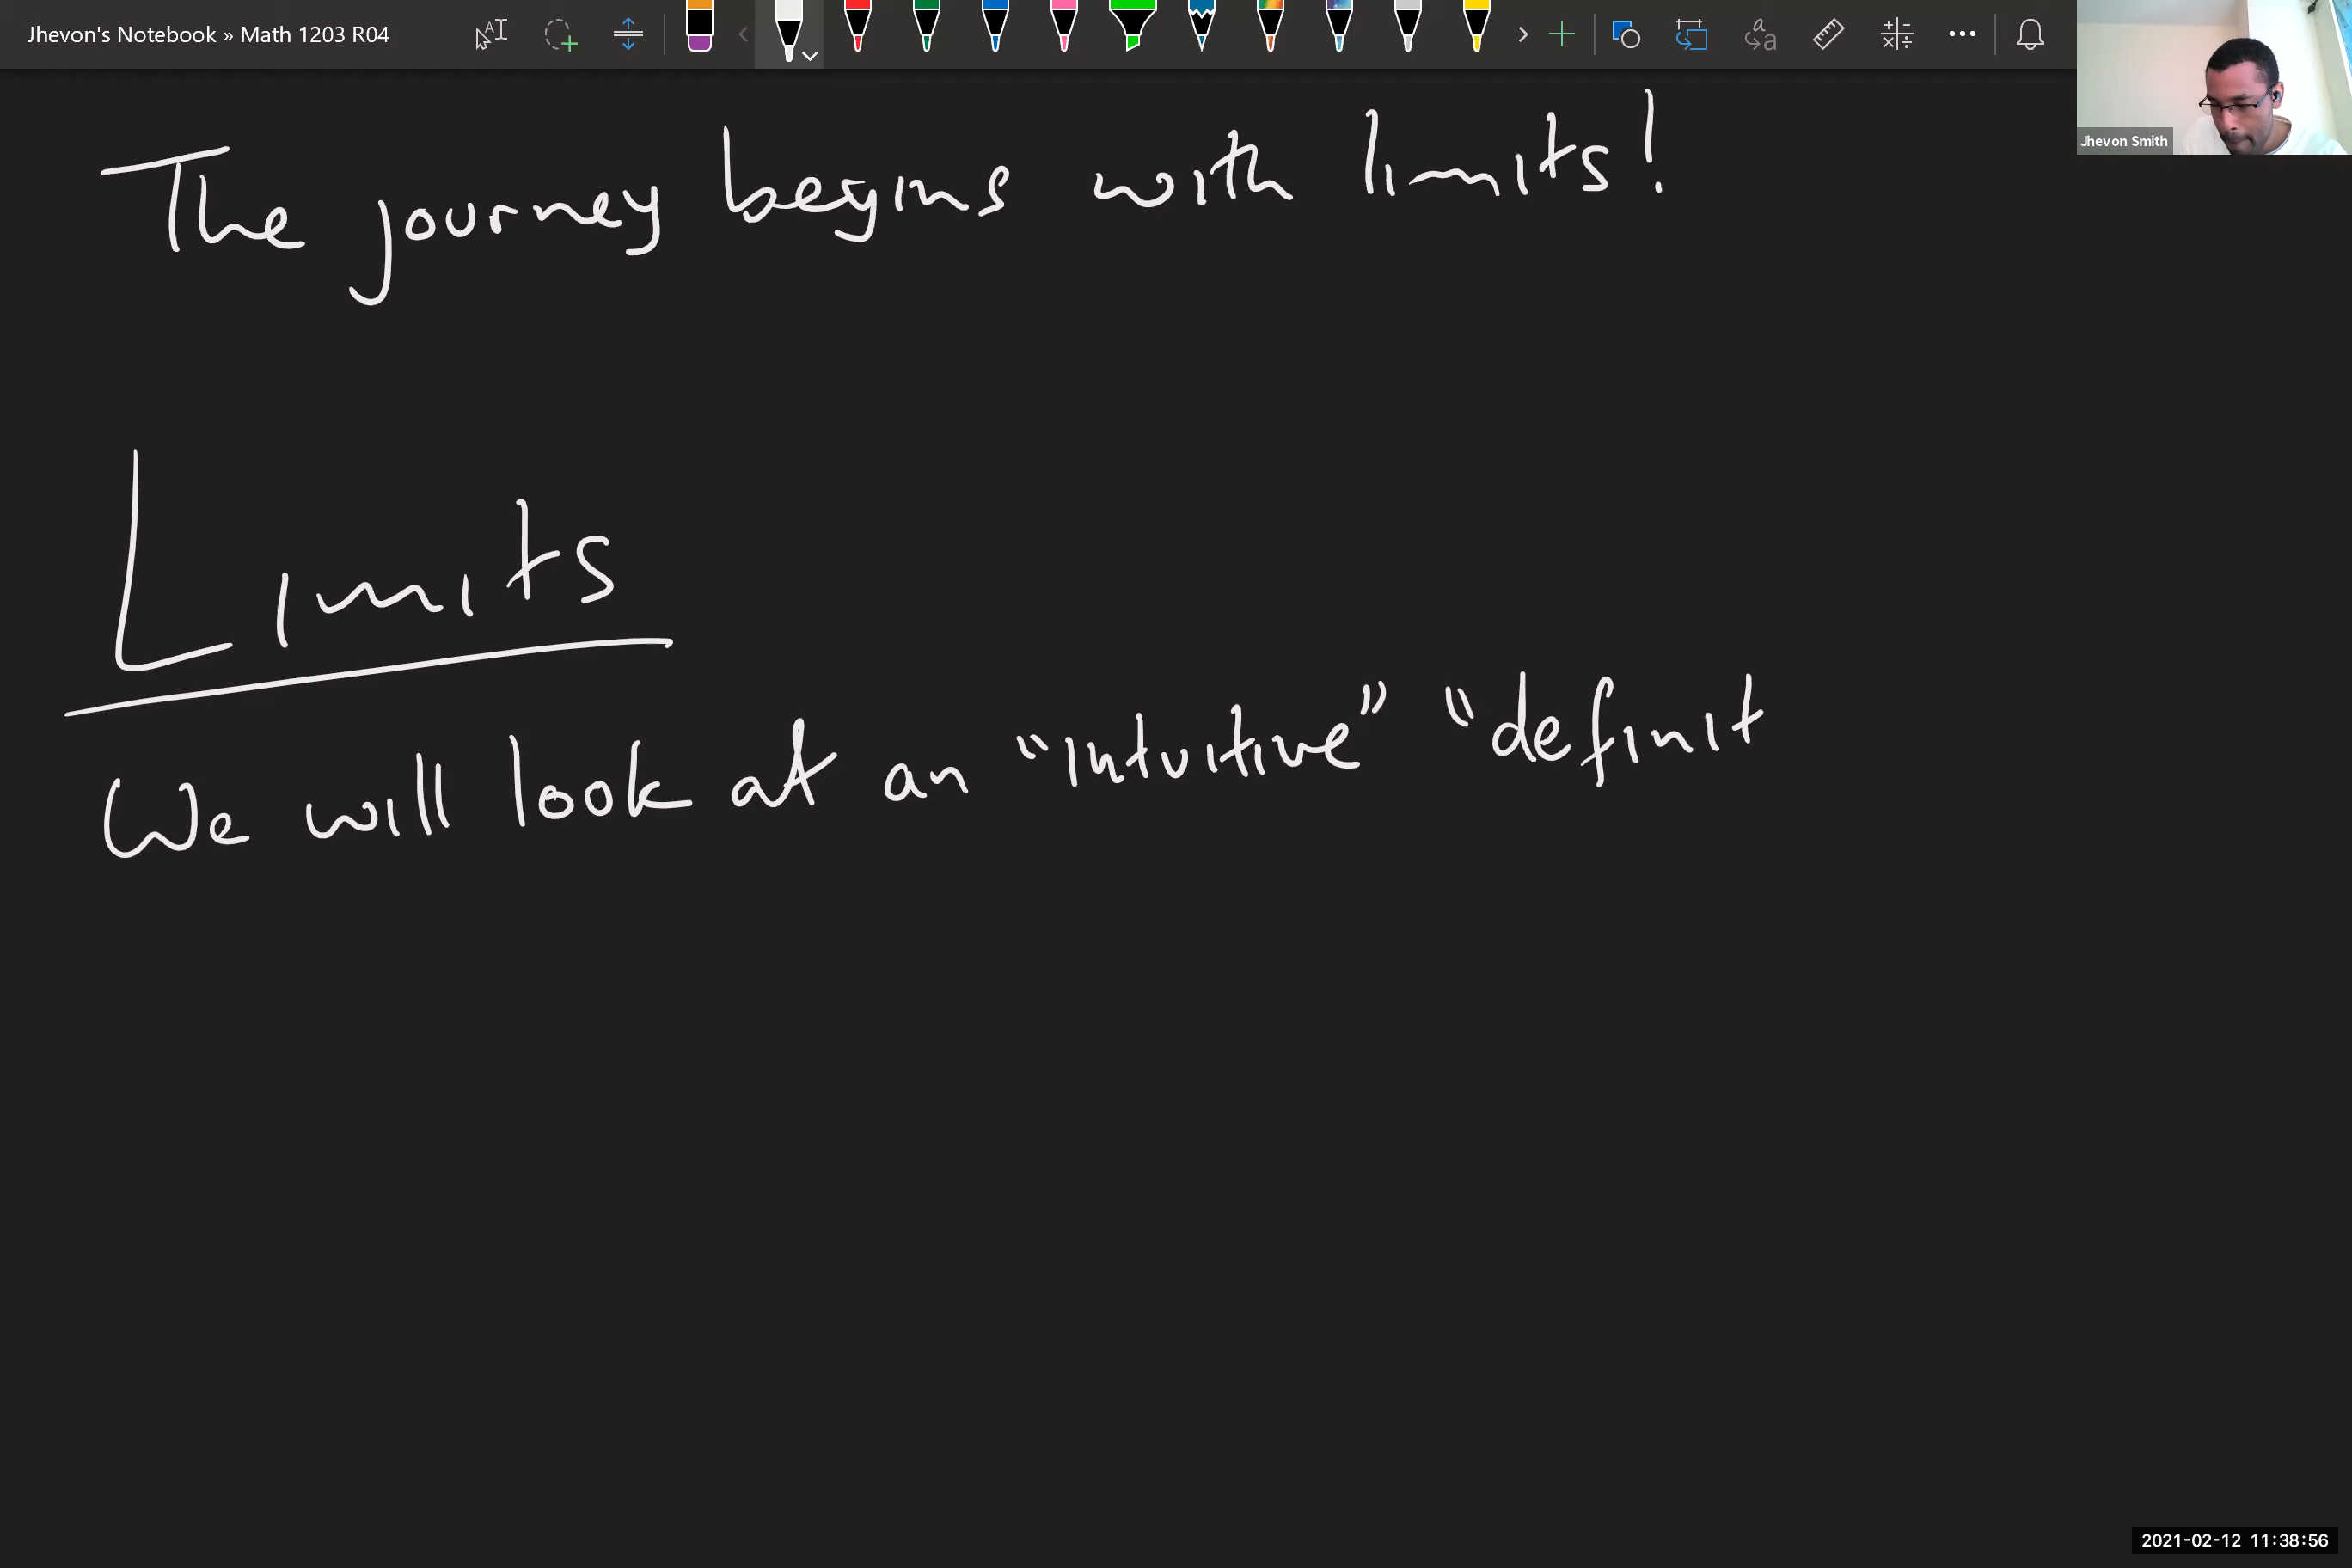 Jhevon's Notebook » Math 1203 R04
Jhevon Smith
The journey begins with limits!
Limits
We will look at an “intuitive” “definit
2021-02-12 11:38:56